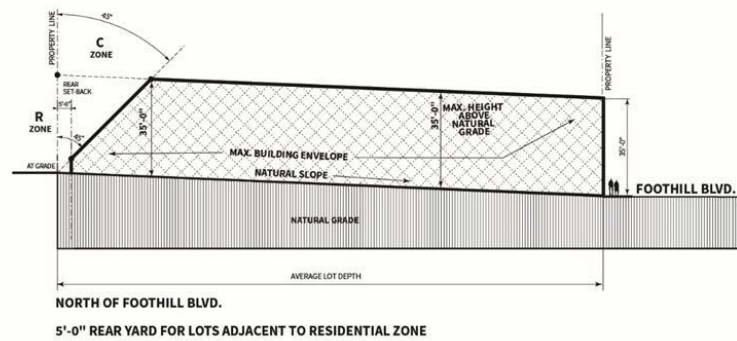 PROPERTY LINE
45°
C
ZONE
PROPERTY LINE
REAR
SET-BACK
5'-0"
R
ZONE
45°
35'-0"
35'-0"
MAX. HEIGHT
ABOVE
NATURAL
GRADE
35'-0"
MAX. BUILDING ENVELOPE
AT GRADE
NATURAL SLOPE
FOOTHILL BLVD.
NATURAL GRADE
AVERAGE LOT DEPTH
NORTH OF FOOTHILL BLVD.
5'-0" REAR YARD FOR LOTS ADJACENT TO RESIDENTIAL ZONE